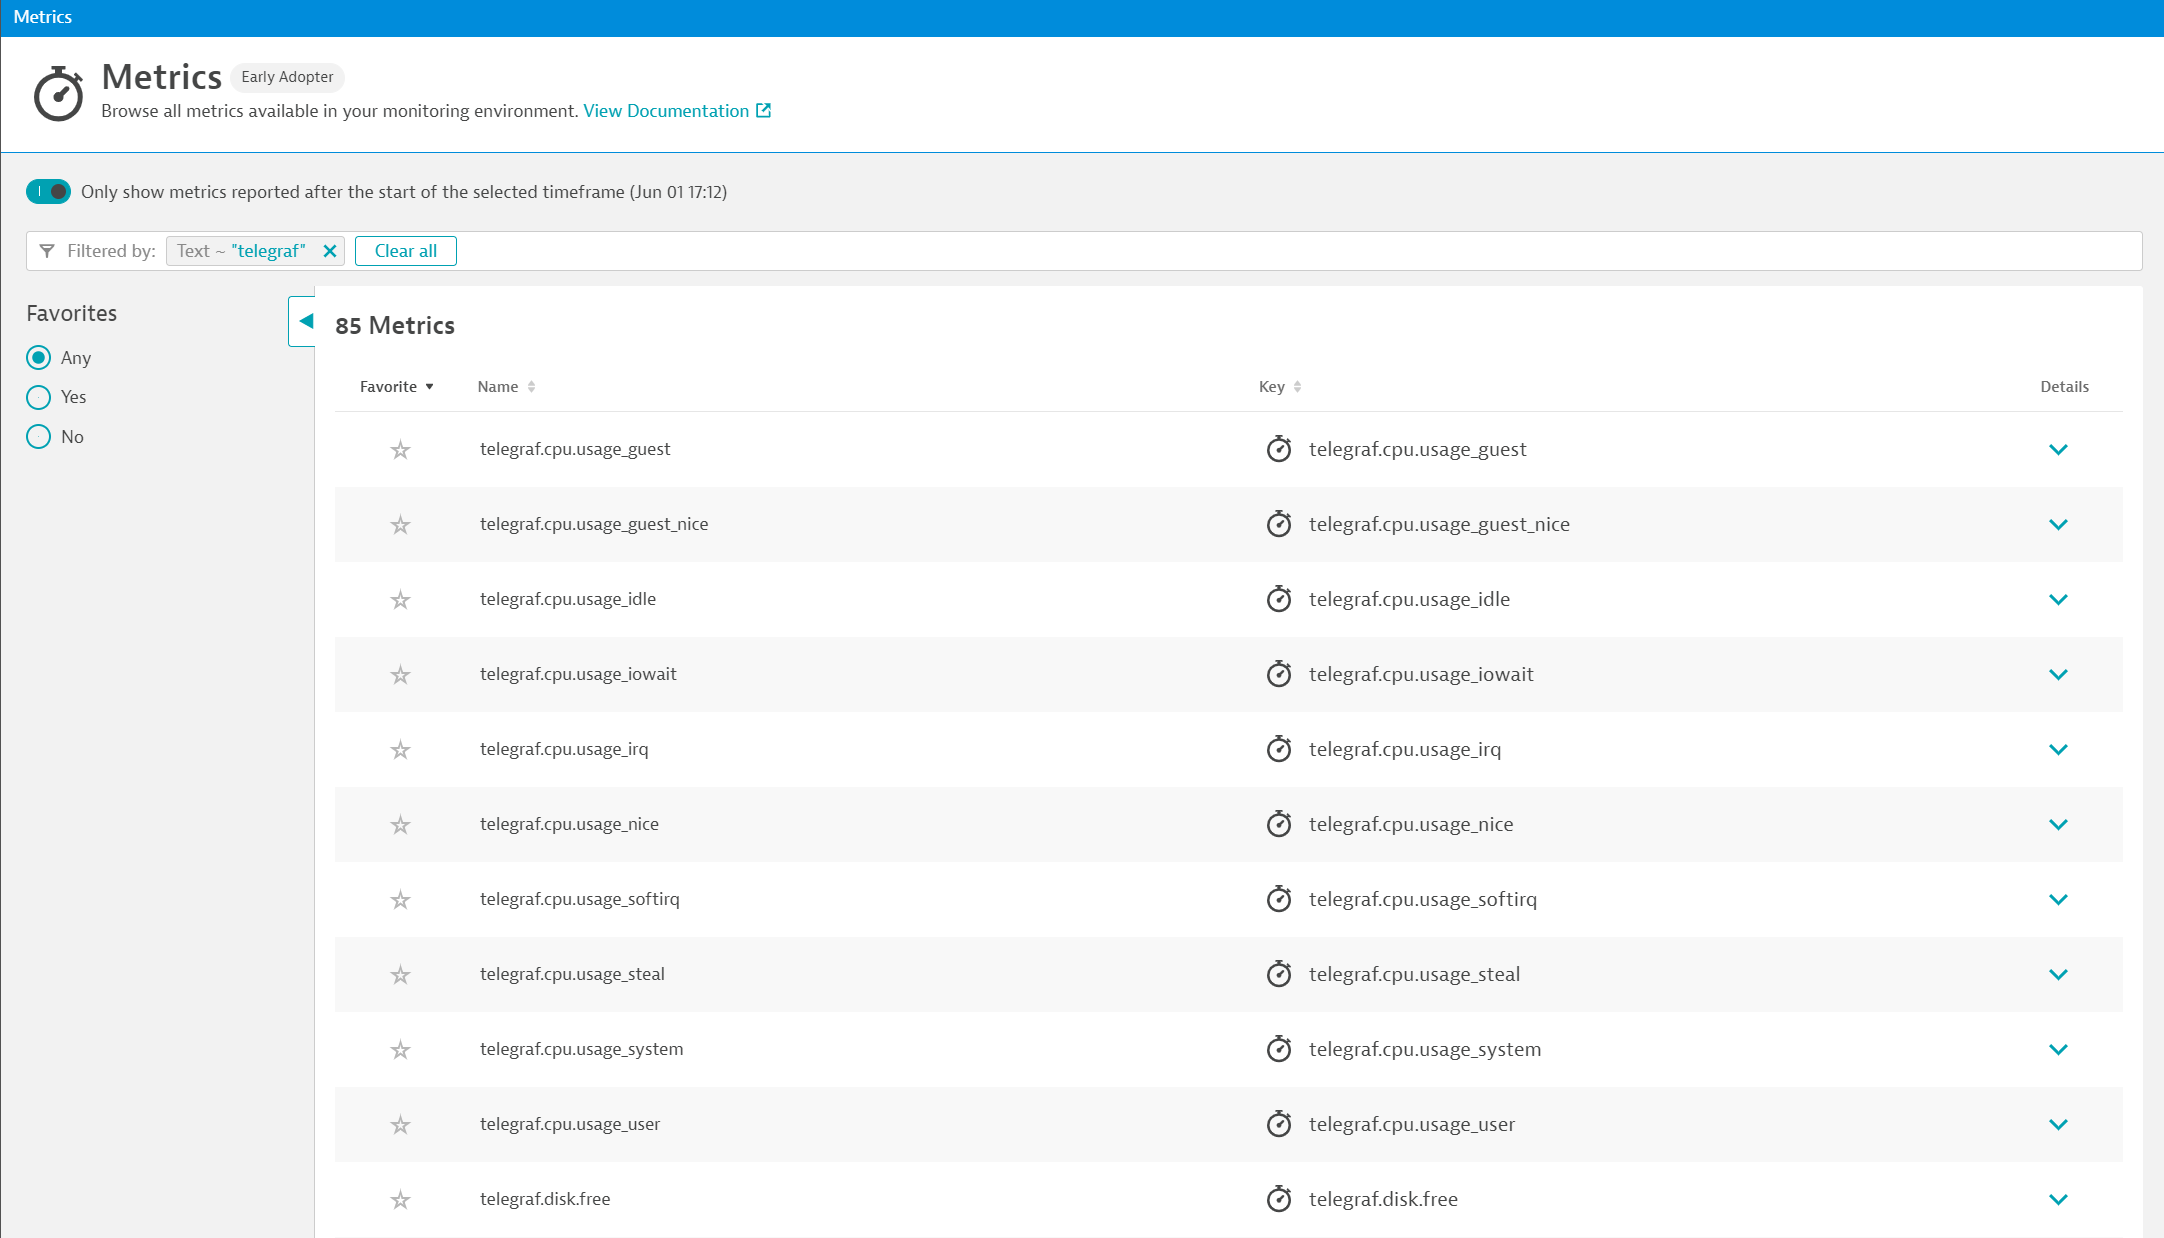 Metrics
Metrics Early Adopter
Browse all metrics available in your monitoring environment. View Documentation
Only show metrics reported after the start of the selected timeframe (Jun 01 17:12)
Filtered by: Text ~ "telegraf" Clear all
Favorites
Any
Yes
No
85 Metrics
Favorite Name Key Details
telegraf.cpu.usage_guest telegraf.cpu.usage_guest
telegraf.cpu.usage_guest_nice telegraf.cpu.usage_guest_nice
telegraf.cpu.usage_idle telegraf.cpu.usage_idle
telegraf.cpu.usage_iowait telegraf.cpu.usage_iowait
telegraf.cpu.usage_irq telegraf.cpu.usage_irq
telegraf.cpu.usage_nice telegraf.cpu.usage_nice
telegraf.cpu.usage_softirq telegraf.cpu.usage_softirq
telegraf.cpu.usage_steal telegraf.cpu.usage_steal
telegraf.cpu.usage_system telegraf.cpu.usage_system
telegraf.cpu.usage_user telegraf.cpu.usage_user
telegraf.disk.free telegraf.disk.free